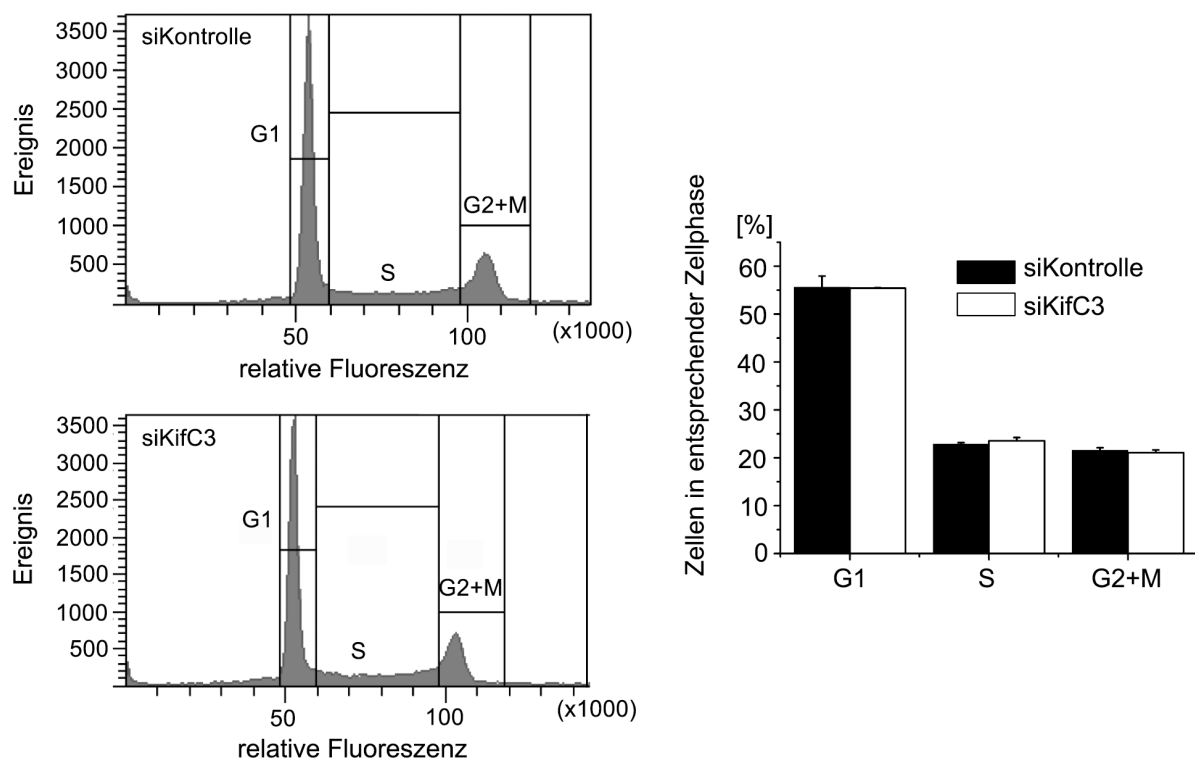 siKontrolle
3500
3000
2500
2000
1500
1000
500
Ereignis
G1
S
G2+M
50
100
(x1000)
relative Fluoreszenz
siKifC3
3500
3000
2500
2000
1500
1000
500
Ereignis
G1
S
G2+M
50
100
(x1000)
relative Fluoreszenz
Zellen in entsprechender Zellphase
[%]
60
50
40
30
20
10
0
siKontrolle
siKifC3
G1
S
G2+M